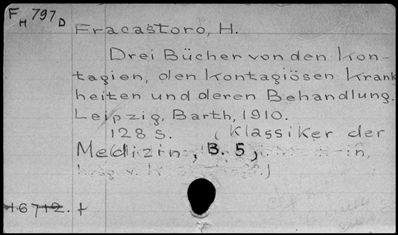 F H 797 D
Fracastoro, H.
Drei Bücher von den Kon-
tagien, den kontagiösen Krank
heiten und deren Behandlung.
Leipzig, Barth, 1910.
128 S. (Klassiker der
Medizin, B. 5,
16712. †